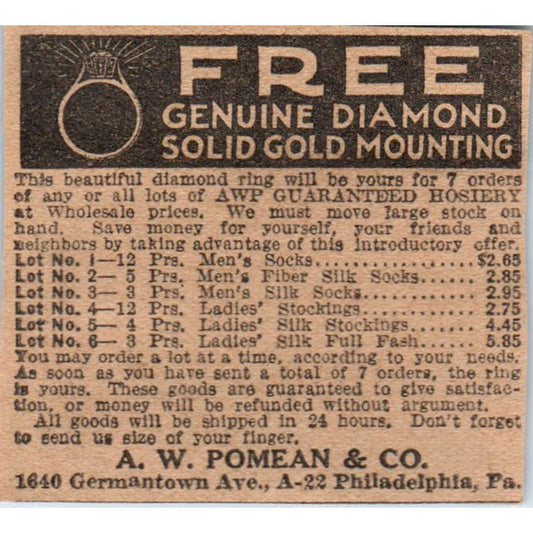 FREE
GENUINE DIAMOND
SOLID GOLD MOUNTING
This beautiful diamond ring will be yours for 7 orders
of any or all lots of AWP GUARANTEED HOSIERY
at Wholesale prices. We must move large stock on
hand. Save money for yourself, your friends and
neighbors by taking advantage of this introductory offer.
Lot No. 1—12 Prs. Men's Socks..................$2.65
Lot No. 2— 5 Prs. Men's Fiber Silk Socks........ 2.85
Lot No. 3— 3 Prs. Men's Silk Socks............. 2.95
Lot No. 4—12 Prs. Ladies' Stockings............ 2.75
Lot No. 5— 4 Prs. Ladies' Silk Stockings........ 4.45
Lot No. 6— 3 Prs. Ladies' Silk Full Fash........ 5.85
You may order a lot at a time, according to your needs.
As soon as you have sent a total of 7 orders, the ring
is yours. These goods are guaranteed to give satisfac-
tion, or money will be refunded without argument.
All goods will be shipped in 24 hours. Don't forget
to send us size of your finger.
A. W. POMEAN & CO.
1640 Germantown Ave., A-22 Philadelphia, Pa.